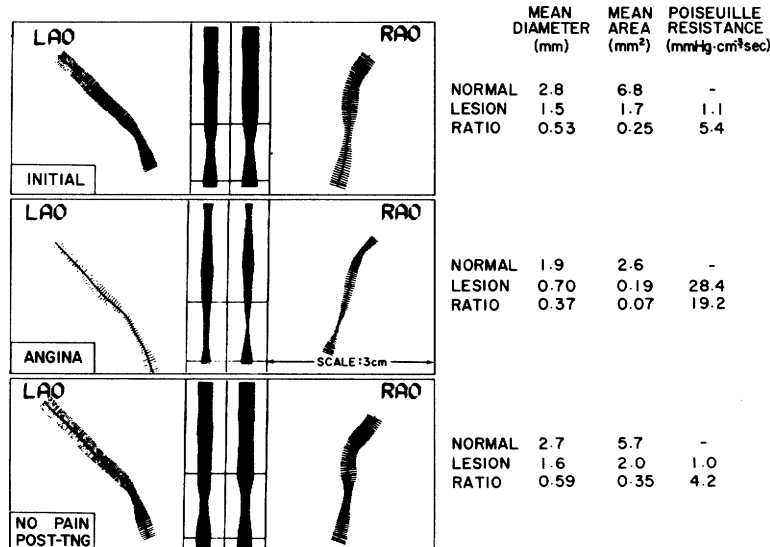 MEAN DIAMETER (mm) MEAN AREA (mm²) POISEUILLE RESISTANCE (mmHg·cm⁻³sec)
LAO RAO
INITIAL
NORMAL 2.8 6.8 -
LESION 1.5 1.7 1.1
RATIO 0.53 0.25 5.4
LAO RAO
ANGINA
SCALE:3cm
NORMAL 1.9 2.6 -
LESION 0.70 0.19 28.4
RATIO 0.37 0.07 19.2
LAO RAO
NO PAIN
POST-TNG
NORMAL 2.7 5.7 -
LESION 1.6 2.0 1.0
RATIO 0.59 0.35 4.2